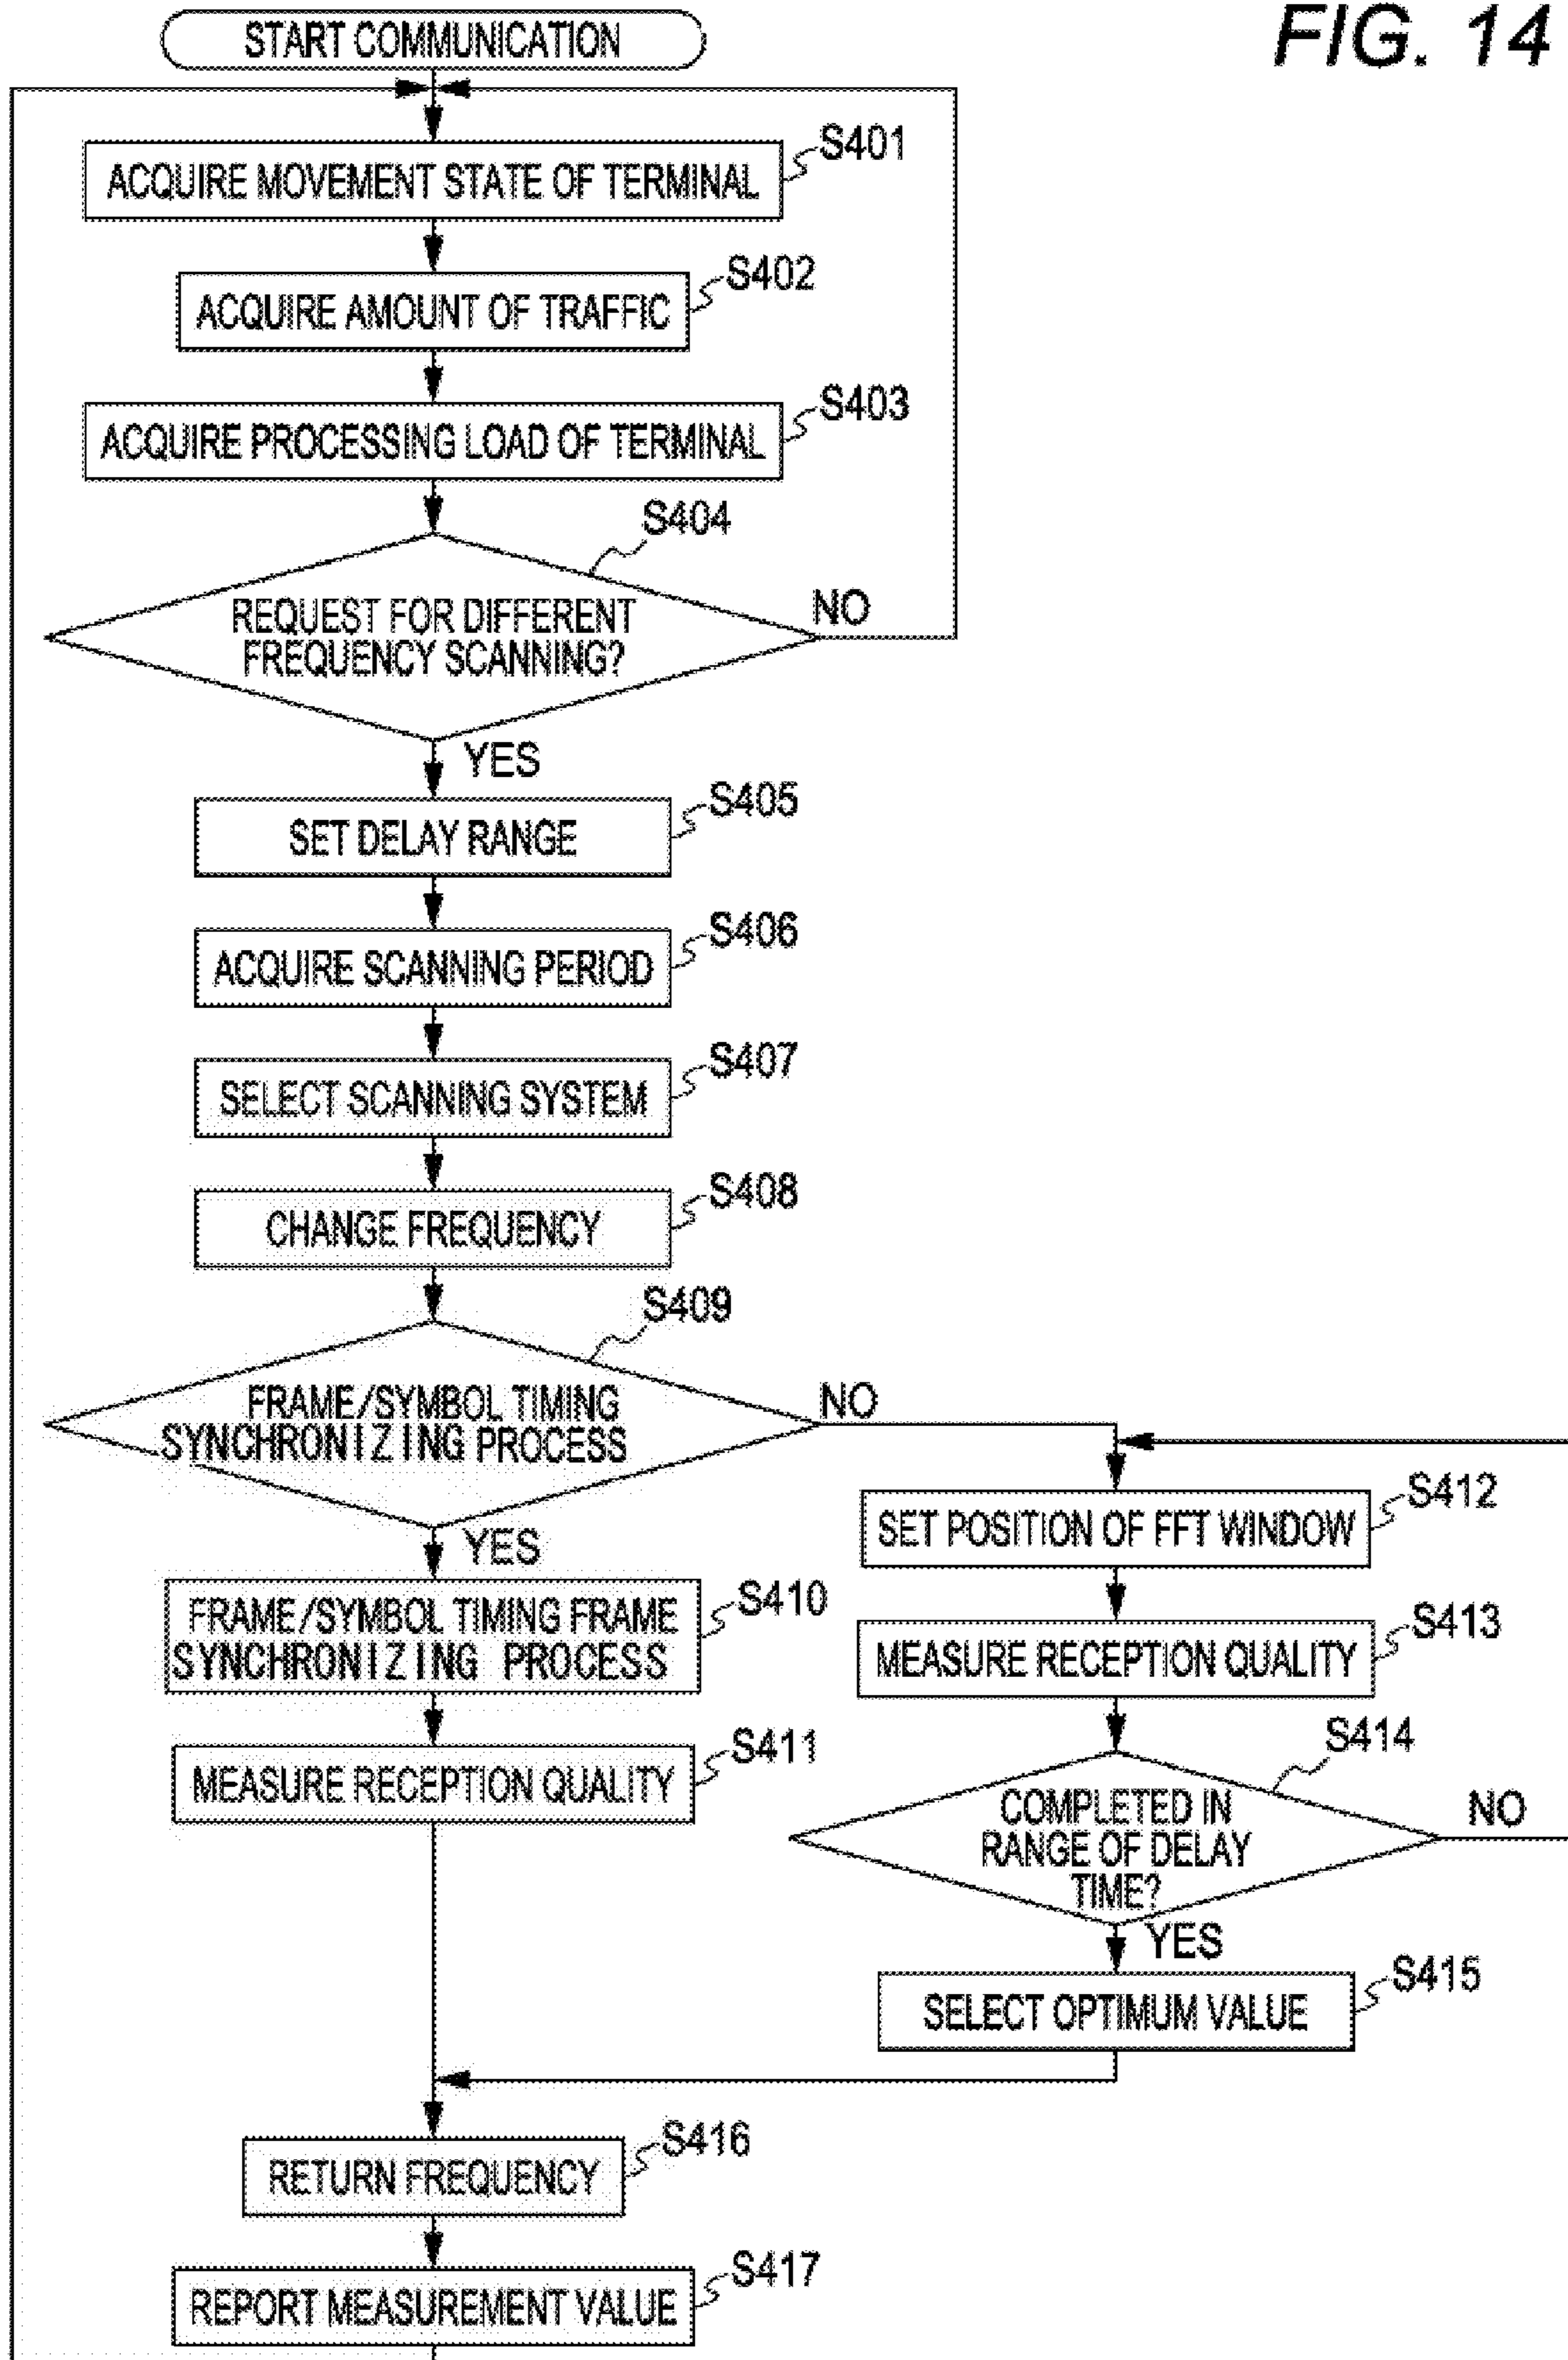 FIG. 14
START COMMUNICATION
S401
ACQUIRE MOVEMENT STATE OF TERMINAL
S402
ACQUIRE AMOUNT OF TRAFFIC
S403
ACQUIRE PROCESSING LOAD OF TERMINAL
S404
REQUEST FOR DIFFERENT
FREQUENCY SCANNING?
NO
YES
S405
SET DELAY RANGE
S406
ACQUIRE SCANNING PERIOD
S407
SELECT SCANNING SYSTEM
S408
CHANGE FREQUENCY
S409
FRAME/SYMBOL TIMING
SYNCHRONIZING PROCESS
NO
YES
S410
FRAME/SYMBOL TIMING FRAME
SYNCHRONIZING PROCESS
S411
MEASURE RECEPTION QUALITY
S412
SET POSITION OF FFT WINDOW
S413
MEASURE RECEPTION QUALITY
S414
COMPLETED IN
RANGE OF DELAY
TIME?
NO
YES
S415
SELECT OPTIMUM VALUE
S416
RETURN FREQUENCY
S417
REPORT MEASUREMENT VALUE